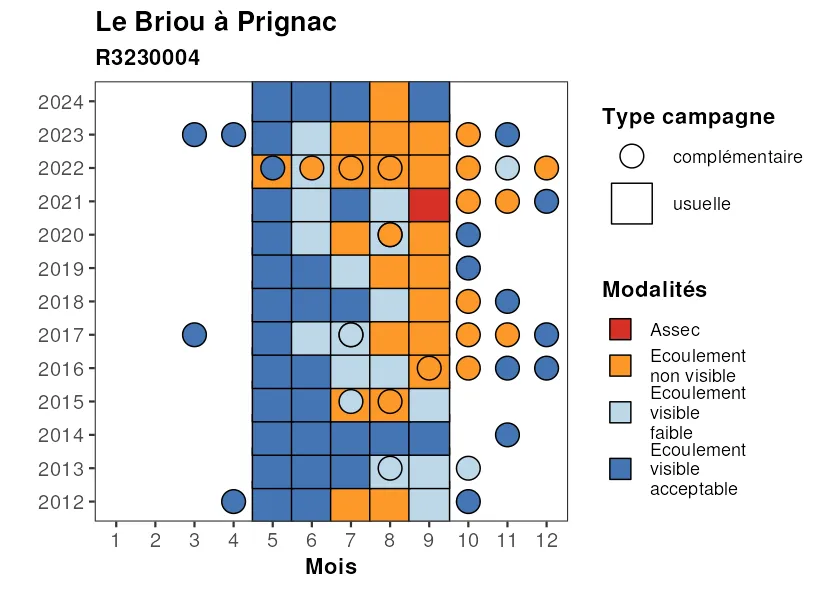 Le Briou à Prignac
R3230004
2024
2023
2022
2021
2020
2019
2018
2017
2016
2015
2014
2013
2012
1 2 3 4 5 6 7 8 9 10 11 12
Mois
Type campagne
complémentaire
usuelle
Modalités
Assec
Ecoulement
non visible
Ecoulement
visible
faible
Ecoulement
visible
acceptable